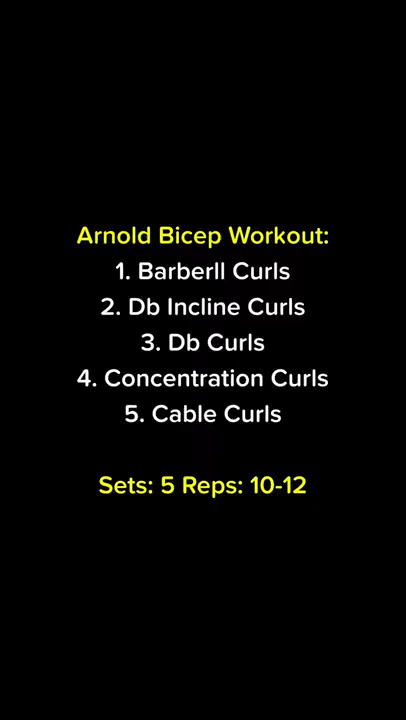 Arnold Bicep Workout:
1. Barberll Curls
2. Db Incline Curls
3. Db Curls
4. Concentration Curls
5. Cable Curls
Sets: 5 Reps: 10-12